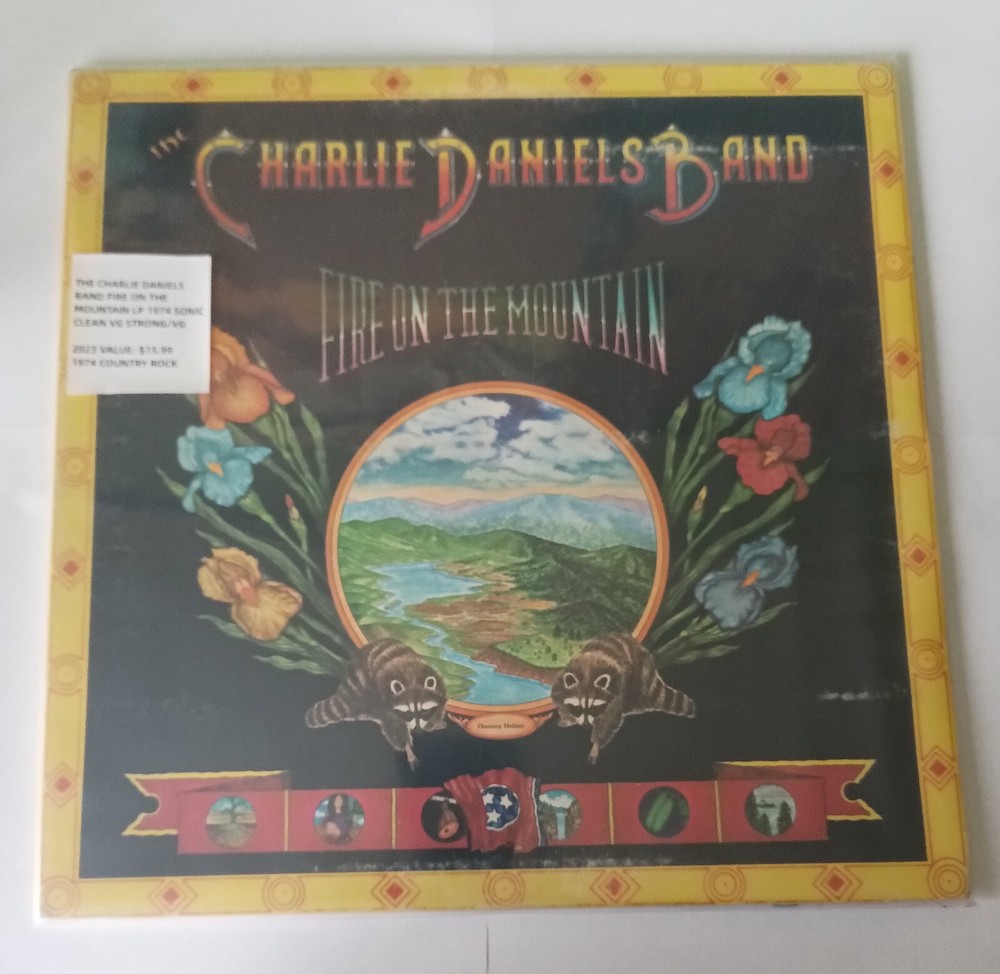 The
CHARLIE DANIELS BAND
FIRE ON THE MOUNTAIN
THE CHARLIE DANIELS
BAND FIRE ON THE
MOUNTAIN LP 1974 SONIC
CLEAN VG STRONG/VG
2023 VALUE: $15.99
1974 COUNTRY ROCK